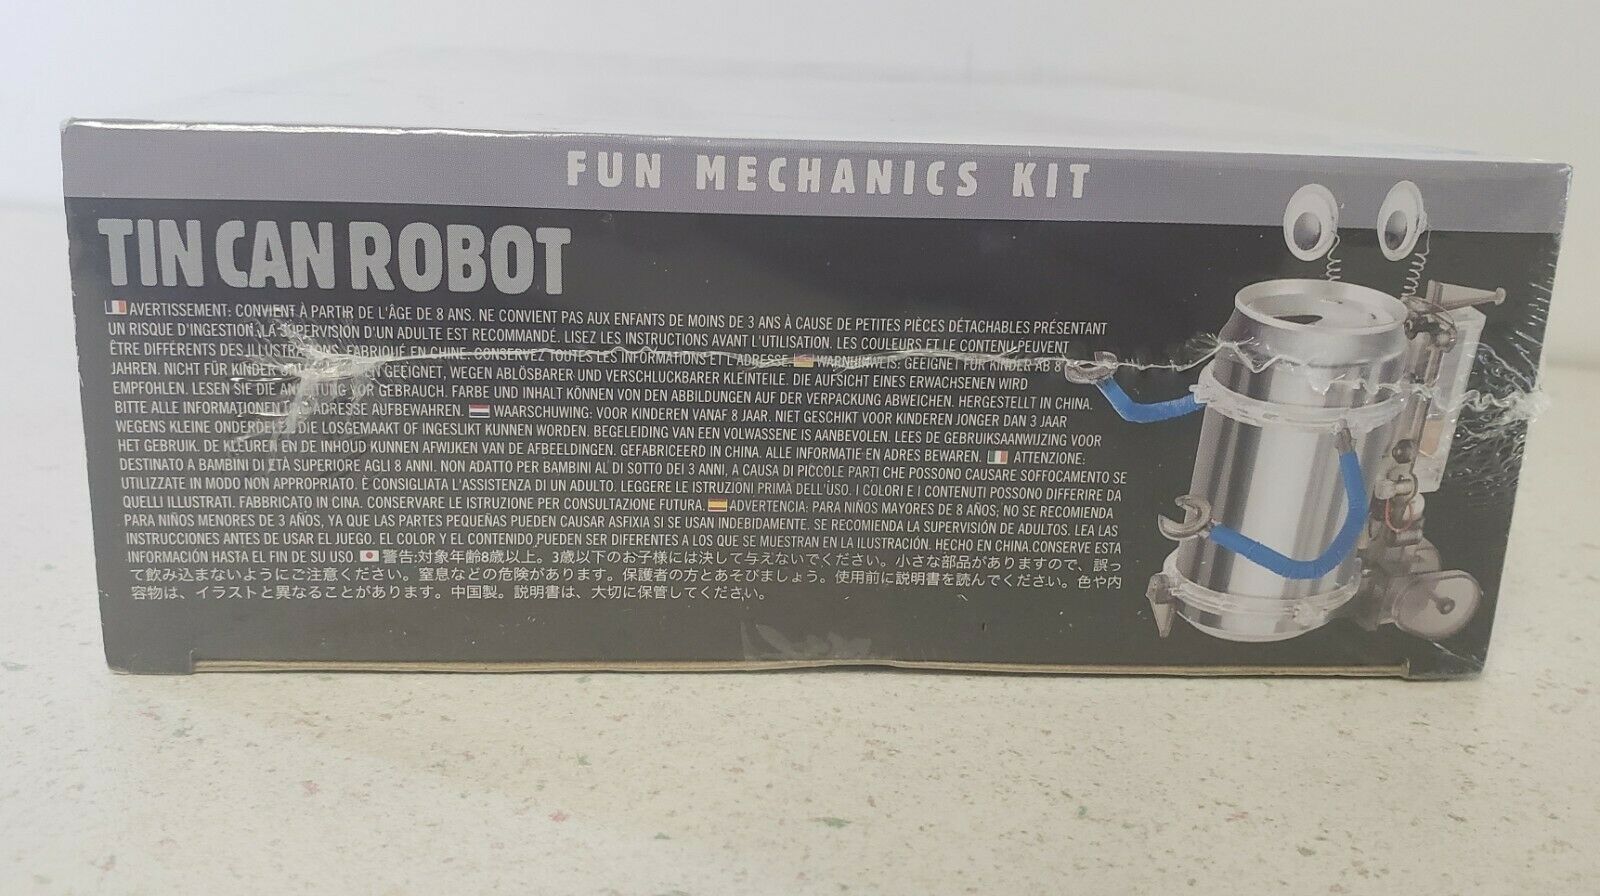 FUN MECHANICS KIT
TIN CAN ROBOT
AVERTISSEMENT: CONVIENT À PARTIR DE L'ÂGE DE 8 ANS. NE CONVIENT PAS AUX ENFANTS DE MOINS DE 3 ANS À CAUSE DE PETITES PIÈCES DÉTACHABLES PRÉSENTANT
UN RISQUE D'INGESTION. LA SUPERVISION D'UN ADULTE EST RECOMMANDÉ. LISEZ LES INSTRUCTIONS AVANT L'UTILISATION. LES COULEURS ET LE CONTENU PEUVENT
ÊTRE DIFFÉRENTS DES ILLUSTRATIONS. FABRIQUÉ EN CHINE. CONSERVEZ TOUTES LES INFORMATIONS ET L'ADRESSE. WARNHINWEIS: GEEIGNET FÜR KINDER AB 8
JAHREN. NICHT FÜR KINDER GEEIGNET, WEGEN ABLÖSBARER UND VERSCHLUCKBARER KLEINTEILE. DIE AUFSICHT EINES ERWACHSENEN WIRD
EMPFOHLEN. LESEN SIE DIE ANLEITUNG VOR GEBRAUCH. FARBE UND INHALT KÖNNEN VON DEN ABBILDUNGEN AUF DER VERPACKUNG ABWEICHEN. HERGESTELLT IN CHINA.
BITTE ALLE INFORMATIONEN UND ADRESSE AUFBEWAHREN. WAARSCHUWING: VOOR KINDEREN VANAF 8 JAAR. NIET GESCHIKT VOOR KINDEREN JONGER DAN 3 JAAR
WEGENS KLEINE ONDERDELEN DIE LOSGEMAAKT OF INGESLIKT KUNNEN WORDEN. BEGELEIDING VAN EEN VOLWASSENE IS AANBEVOLEN. LEES DE GEBRUIKSAANWIJZING VOOR
HET GEBRUIK. DE KLEUREN EN DE INHOUD KUNNEN AFWIJKEN VAN DE AFBEELDINGEN. GEFABRICEERD IN CHINA. ALLE INFORMATIE EN ADRES BEWAREN. ATTENZIONE:
DESTINATO A BAMBINI DI ETÀ SUPERIORE AGLI 8 ANNI. NON ADATTO PER BAMBINI AL DI SOTTO DEI 3 ANNI, A CAUSA DI PICCOLE PARTI CHE POSSONO CAUSARE SOFFOCAMENTO SE
UTILIZZATE IN MODO NON APPROPRIATO. È CONSIGLIATA L'ASSISTENZA DI UN ADULTO. LEGGERE LE ISTRUZIONI PRIMA DELL'USO. I COLORI E I CONTENUTI POSSONO DIFFERIRE DA
QUELLI ILLUSTRATI. FABBRICATO IN CINA. CONSERVARE LE ISTRUZIONE PER CONSULTAZIONE FUTURA. ADVERTENCIA: PARA NIÑOS MAYORES DE 8 AÑOS; NO SE RECOMIENDA
PARA NIÑOS MENORES DE 3 AÑOS, YA QUE LAS PARTES PEQUEÑAS PUEDEN CAUSAR ASFIXIA SI SE USAN INDEBIDAMENTE. SE RECOMIENDA LA SUPERVISIÓN DE ADULTOS. LEA LAS
INSTRUCCIONES ANTES DE USAR EL JUEGO. EL COLOR Y EL CONTENIDO PUEDEN SER DIFERENTES A LOS QUE SE MUESTRAN EN LA ILUSTRACIÓN. HECHO EN CHINA.CONSERVE ESTA
INFORMACIÓN HASTA EL FIN DE SU USO. 警告:対象年齢8歳以上。3歳以下のお子様には決して与えないでください。小さな部品がありますので、誤っ
て飲み込まないようにご注意ください。窒息などの危険があります。保護者の方とあそびましょう。使用前に説明書を読んでください。色や内
容物は、イラストと異なることがあります。中国製。説明書は、大切に保管してください。